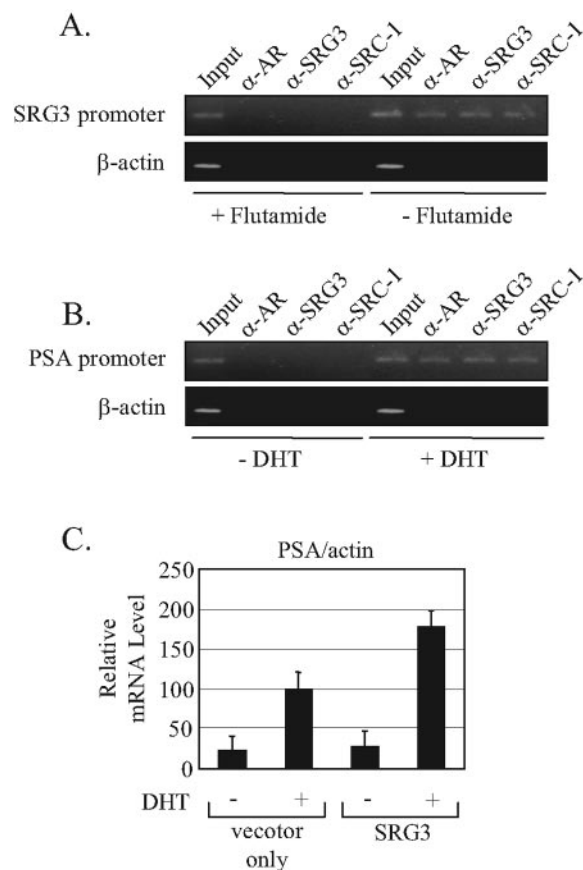 A.
Input α-AR α-SRG3 α-SRC-1 Input α-AR α-SRG3 α-SRC-1
SRG3 promoter
β-actin
+ Flutamide - Flutamide
B.
Input α-AR α-SRG3 α-SRC-1 Input α-AR α-SRG3 α-SRC-1
PSA promoter
β-actin
- DHT + DHT
C.
PSA/actin
Relative
mRNA Level
250
200
150
100
50
0
DHT - + - +
vecotor
only
SRG3